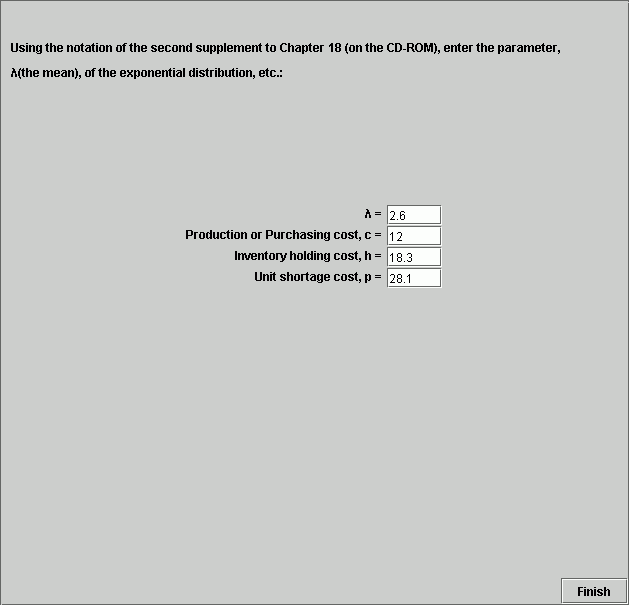 Using the notation of the second supplement to Chapter 18 (on the CD-ROM), enter the parameter,
λ(the mean), of the exponential distribution, etc.:
λ = 2.6
Production or Purchasing cost, c = 12
Inventory holding cost, h = 18.3
Unit shortage cost, p = 28.1
Finish